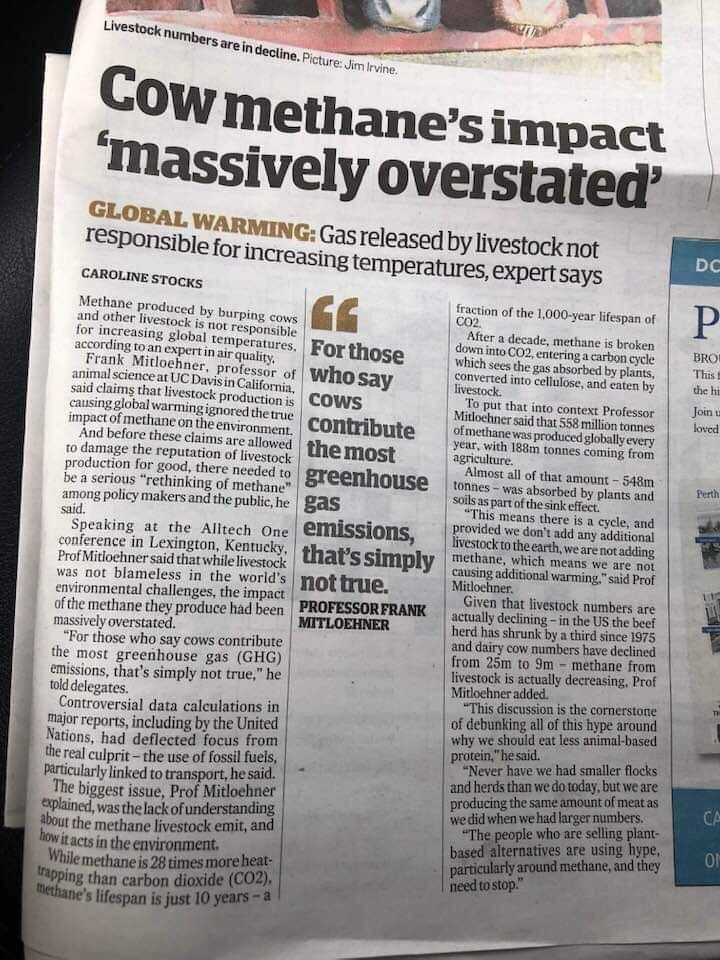 Livestock numbers are in decline. Picture: Jim Irvine.
Cow methane's impact
'massively overstated'
GLOBAL WARMING: Gas released by livestock not
responsible for increasing temperatures, expert says
CAROLINE STOCKS
Methane produced by burping cows
and other livestock is not responsible
for increasing global temperatures,
according to an expert in air quality.
Frank Mitloehner, professor of
animal science at UC Davis in California,
said claims that livestock production is
causing global warming ignored the true
impact of methane on the environment.
And before these claims are allowed
to damage the reputation of livestock
production for good, there needed to
be a serious "rethinking of methane"
among policy makers and the public, he
said.
Speaking at the Alltech One
conference in Lexington, Kentucky,
Prof Mitloehner said that while livestock
was not blameless in the world's
environmental challenges, the impact
of the methane they produce had been
massively overstated.
"For those who say cows contribute
the most greenhouse gas (GHG)
emissions, that's simply not true," he
told delegates.
Controversial data calculations in
major reports, including by the United
Nations, had deflected focus from
the real culprit – the use of fossil fuels,
particularly linked to transport, he said.
The biggest issue, Prof Mitloehner
explained, was the lack of understanding
about the methane livestock emit, and
how it acts in the environment.
While methane is 28 times more heat-
trapping than carbon dioxide (CO2),
methane's lifespan is just 10 years – a
“
For those
who say
cows
contribute
the most
greenhouse
gas
emissions,
that's simply
not true.
PROFESSOR FRANK
MITLOEHNER
fraction of the 1,000-year lifespan of
CO2.
After a decade, methane is broken
down into CO2, entering a carbon cycle
which sees the gas absorbed by plants,
converted into cellulose, and eaten by
livestock.
To put that into context Professor
Mitloehner said that 558 million tonnes
of methane was produced globally every
year, with 188m tonnes coming from
agriculture.
Almost all of that amount – 548m
tonnes – was absorbed by plants and
soils as part of the sink effect.
"This means there is a cycle, and
provided we don't add any additional
livestock to the earth, we are not adding
methane, which means we are not
causing additional warming," said Prof
Mitloehner.
Given that livestock numbers are
actually declining – in the US the beef
herd has shrunk by a third since 1975
and dairy cow numbers have declined
from 25m to 9m – methane from
livestock is actually decreasing, Prof
Mitloehner added.
"This discussion is the cornerstone
of debunking all of this hype around
why we should eat less animal-based
protein," he said.
"Never have we had smaller flocks
and herds than we do today, but we are
producing the same amount of meat as
we did when we had larger numbers.
"The people who are selling plant-
based alternatives are using hype,
particularly around methane, and they
need to stop."
DO
P
BRO
This
the hi
Join u
loved
Perth
CA